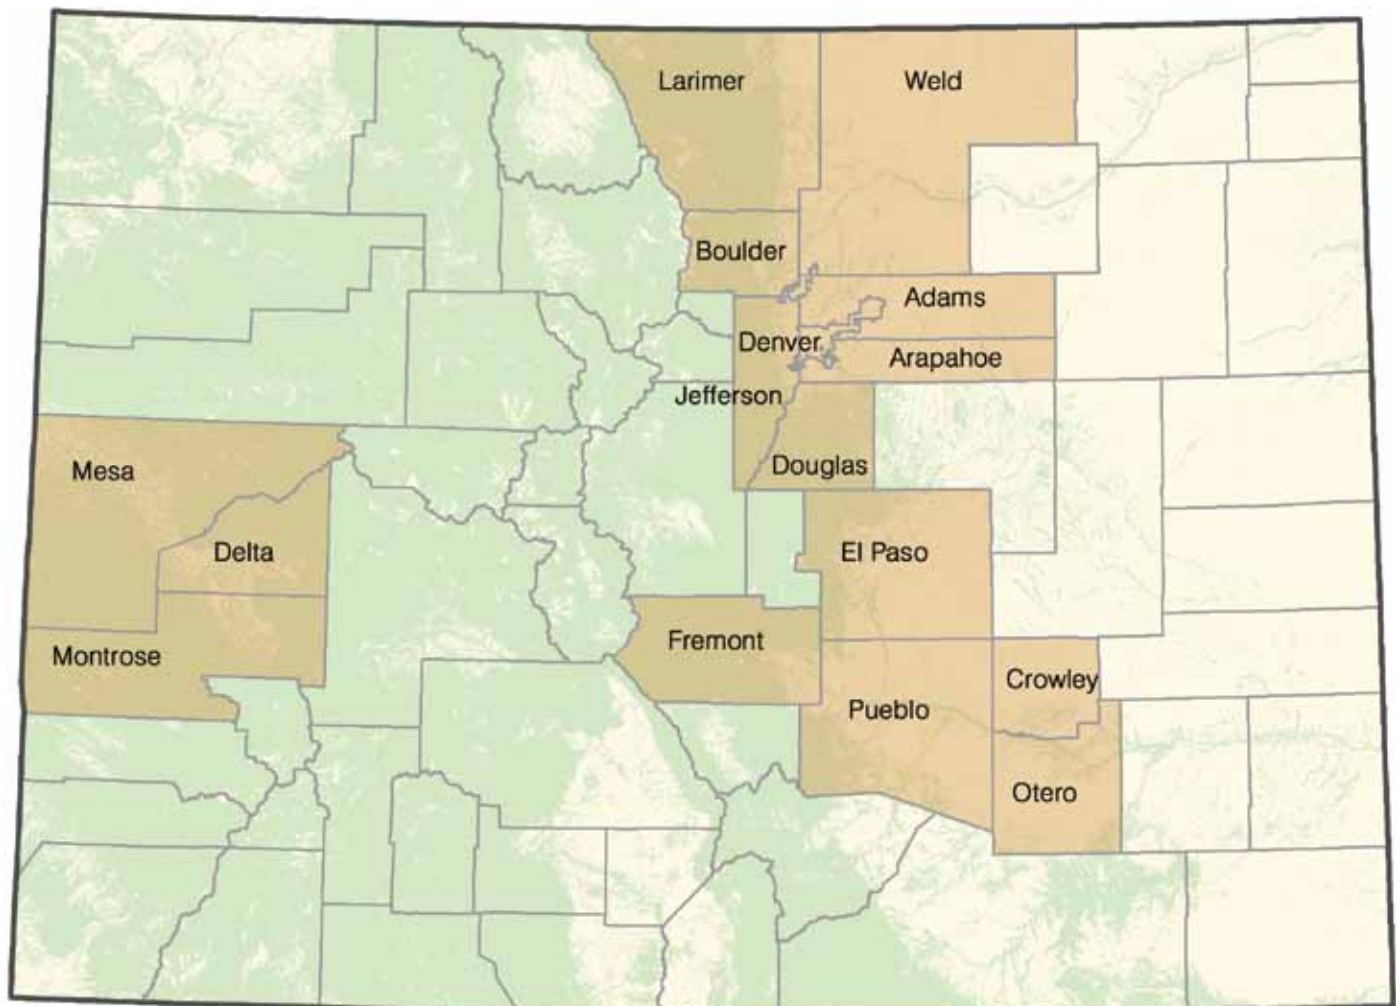 Larimer
Weld
Boulder
Adams
Denver
Arapahoe
Jefferson
Douglas
Mesa
Delta
El Paso
Fremont
Montrose
Crowley
Pueblo
Otero